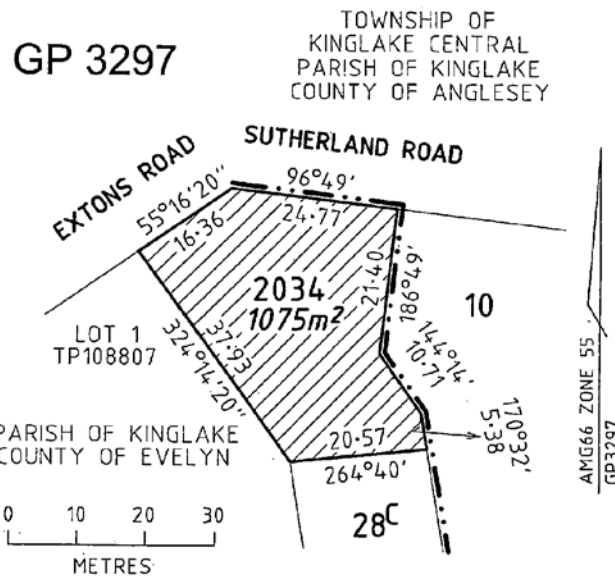 GP 3297
TOWNSHIP OF
KINGLAKE CENTRAL
PARISH OF KINGLAKE
COUNTY OF ANGLESEY
EXTONS ROAD
SUTHERLAND ROAD
55°16'20"
16·36
96°49'
24·77
2034
1075m²
21·40
186°49'
10
144°14'
10·71
170°32'
5·38
37·93
324°14'20"
LOT 1
TP108807
20·57
264°40'
28C
PARISH OF KINGLAKE
COUNTY OF EVELYN
0 10 20 30
METRES
AMG66 ZONE 55
GP3297